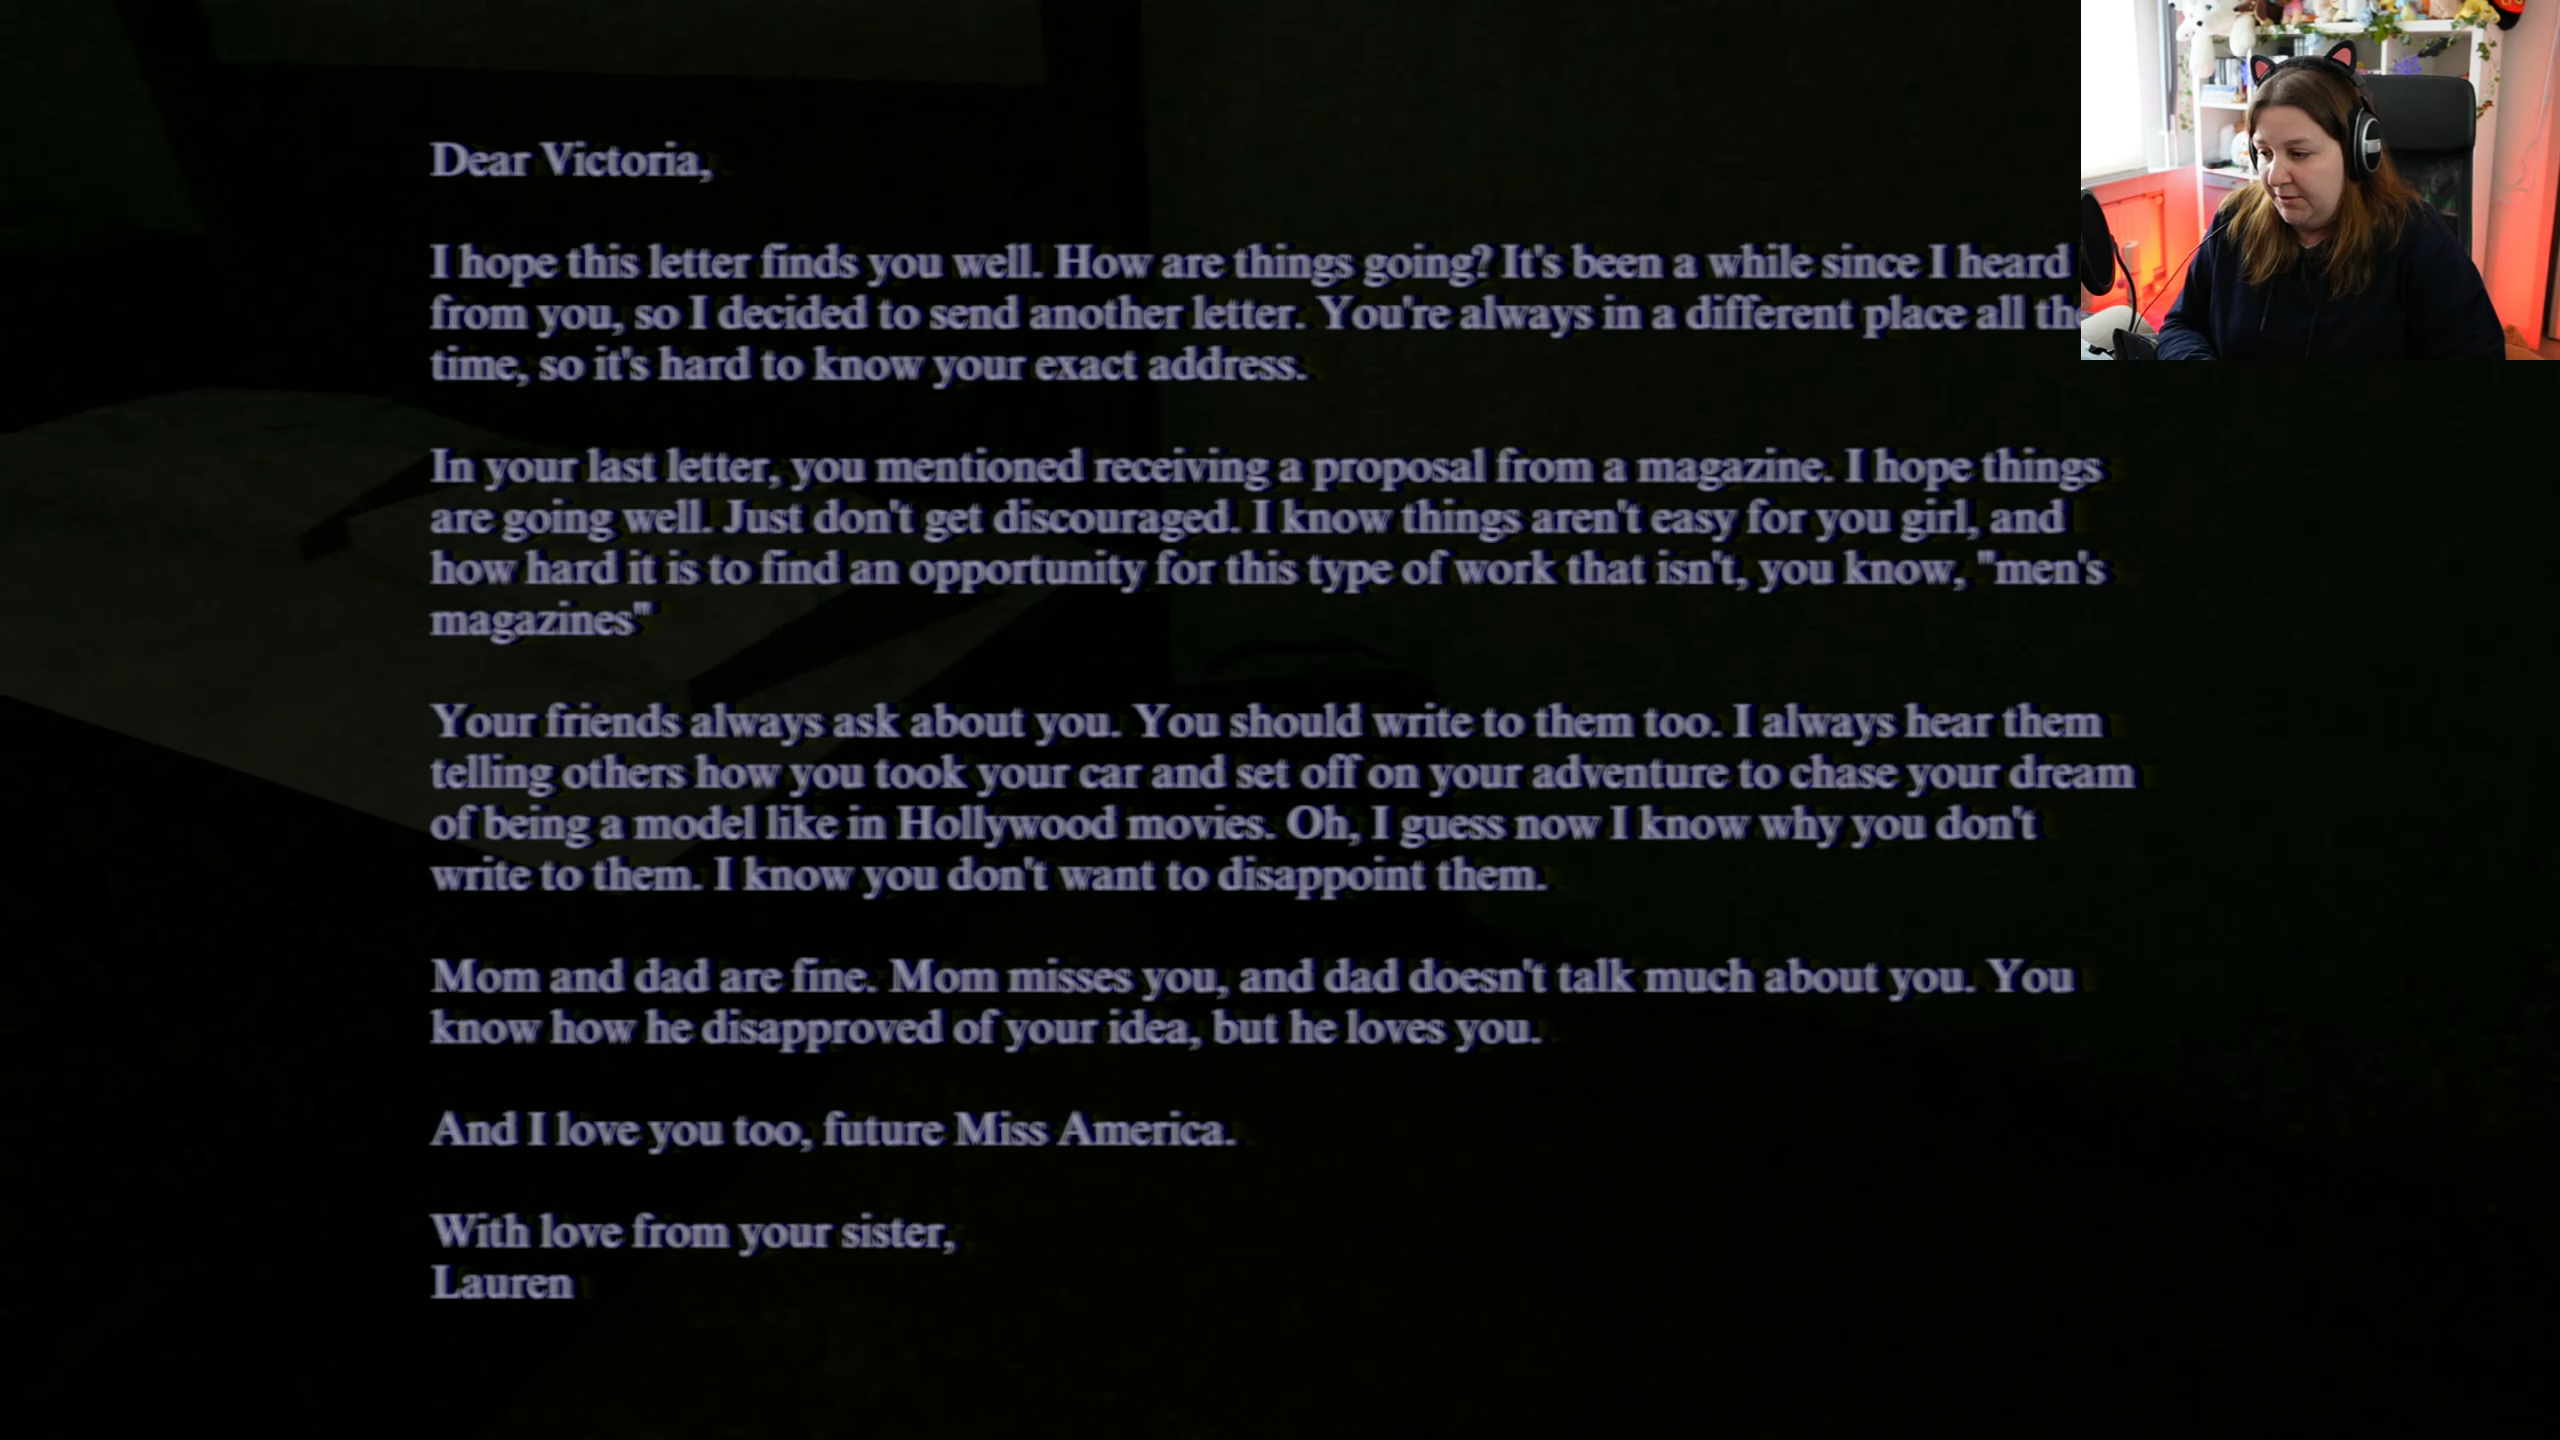 Dear Victoria,
I hope this letter finds you well. How are things going? It's been a while since I heard
from you, so I decided to send another letter. You're always in a different place all the
time, so it's hard to know your exact address.
In your last letter, you mentioned receiving a proposal from a magazine. I hope things
are going well. Just don't get discouraged. I know things aren't easy for you girl, and
how hard it is to find an opportunity for this type of work that isn't, you know, "men's
magazines"
Your friends always ask about you. You should write to them too. I always hear them
telling others how you took your car and set off on your adventure to chase your dream
of being a model like in Hollywood movies. Oh, I guess now I know why you don't
write to them. I know you don't want to disappoint them.
Mom and dad are fine. Mom misses you, and dad doesn't talk much about you. You
know how he disapproved of your idea, but he loves you.
And I love you too, future Miss America.
With love from your sister,
Lauren